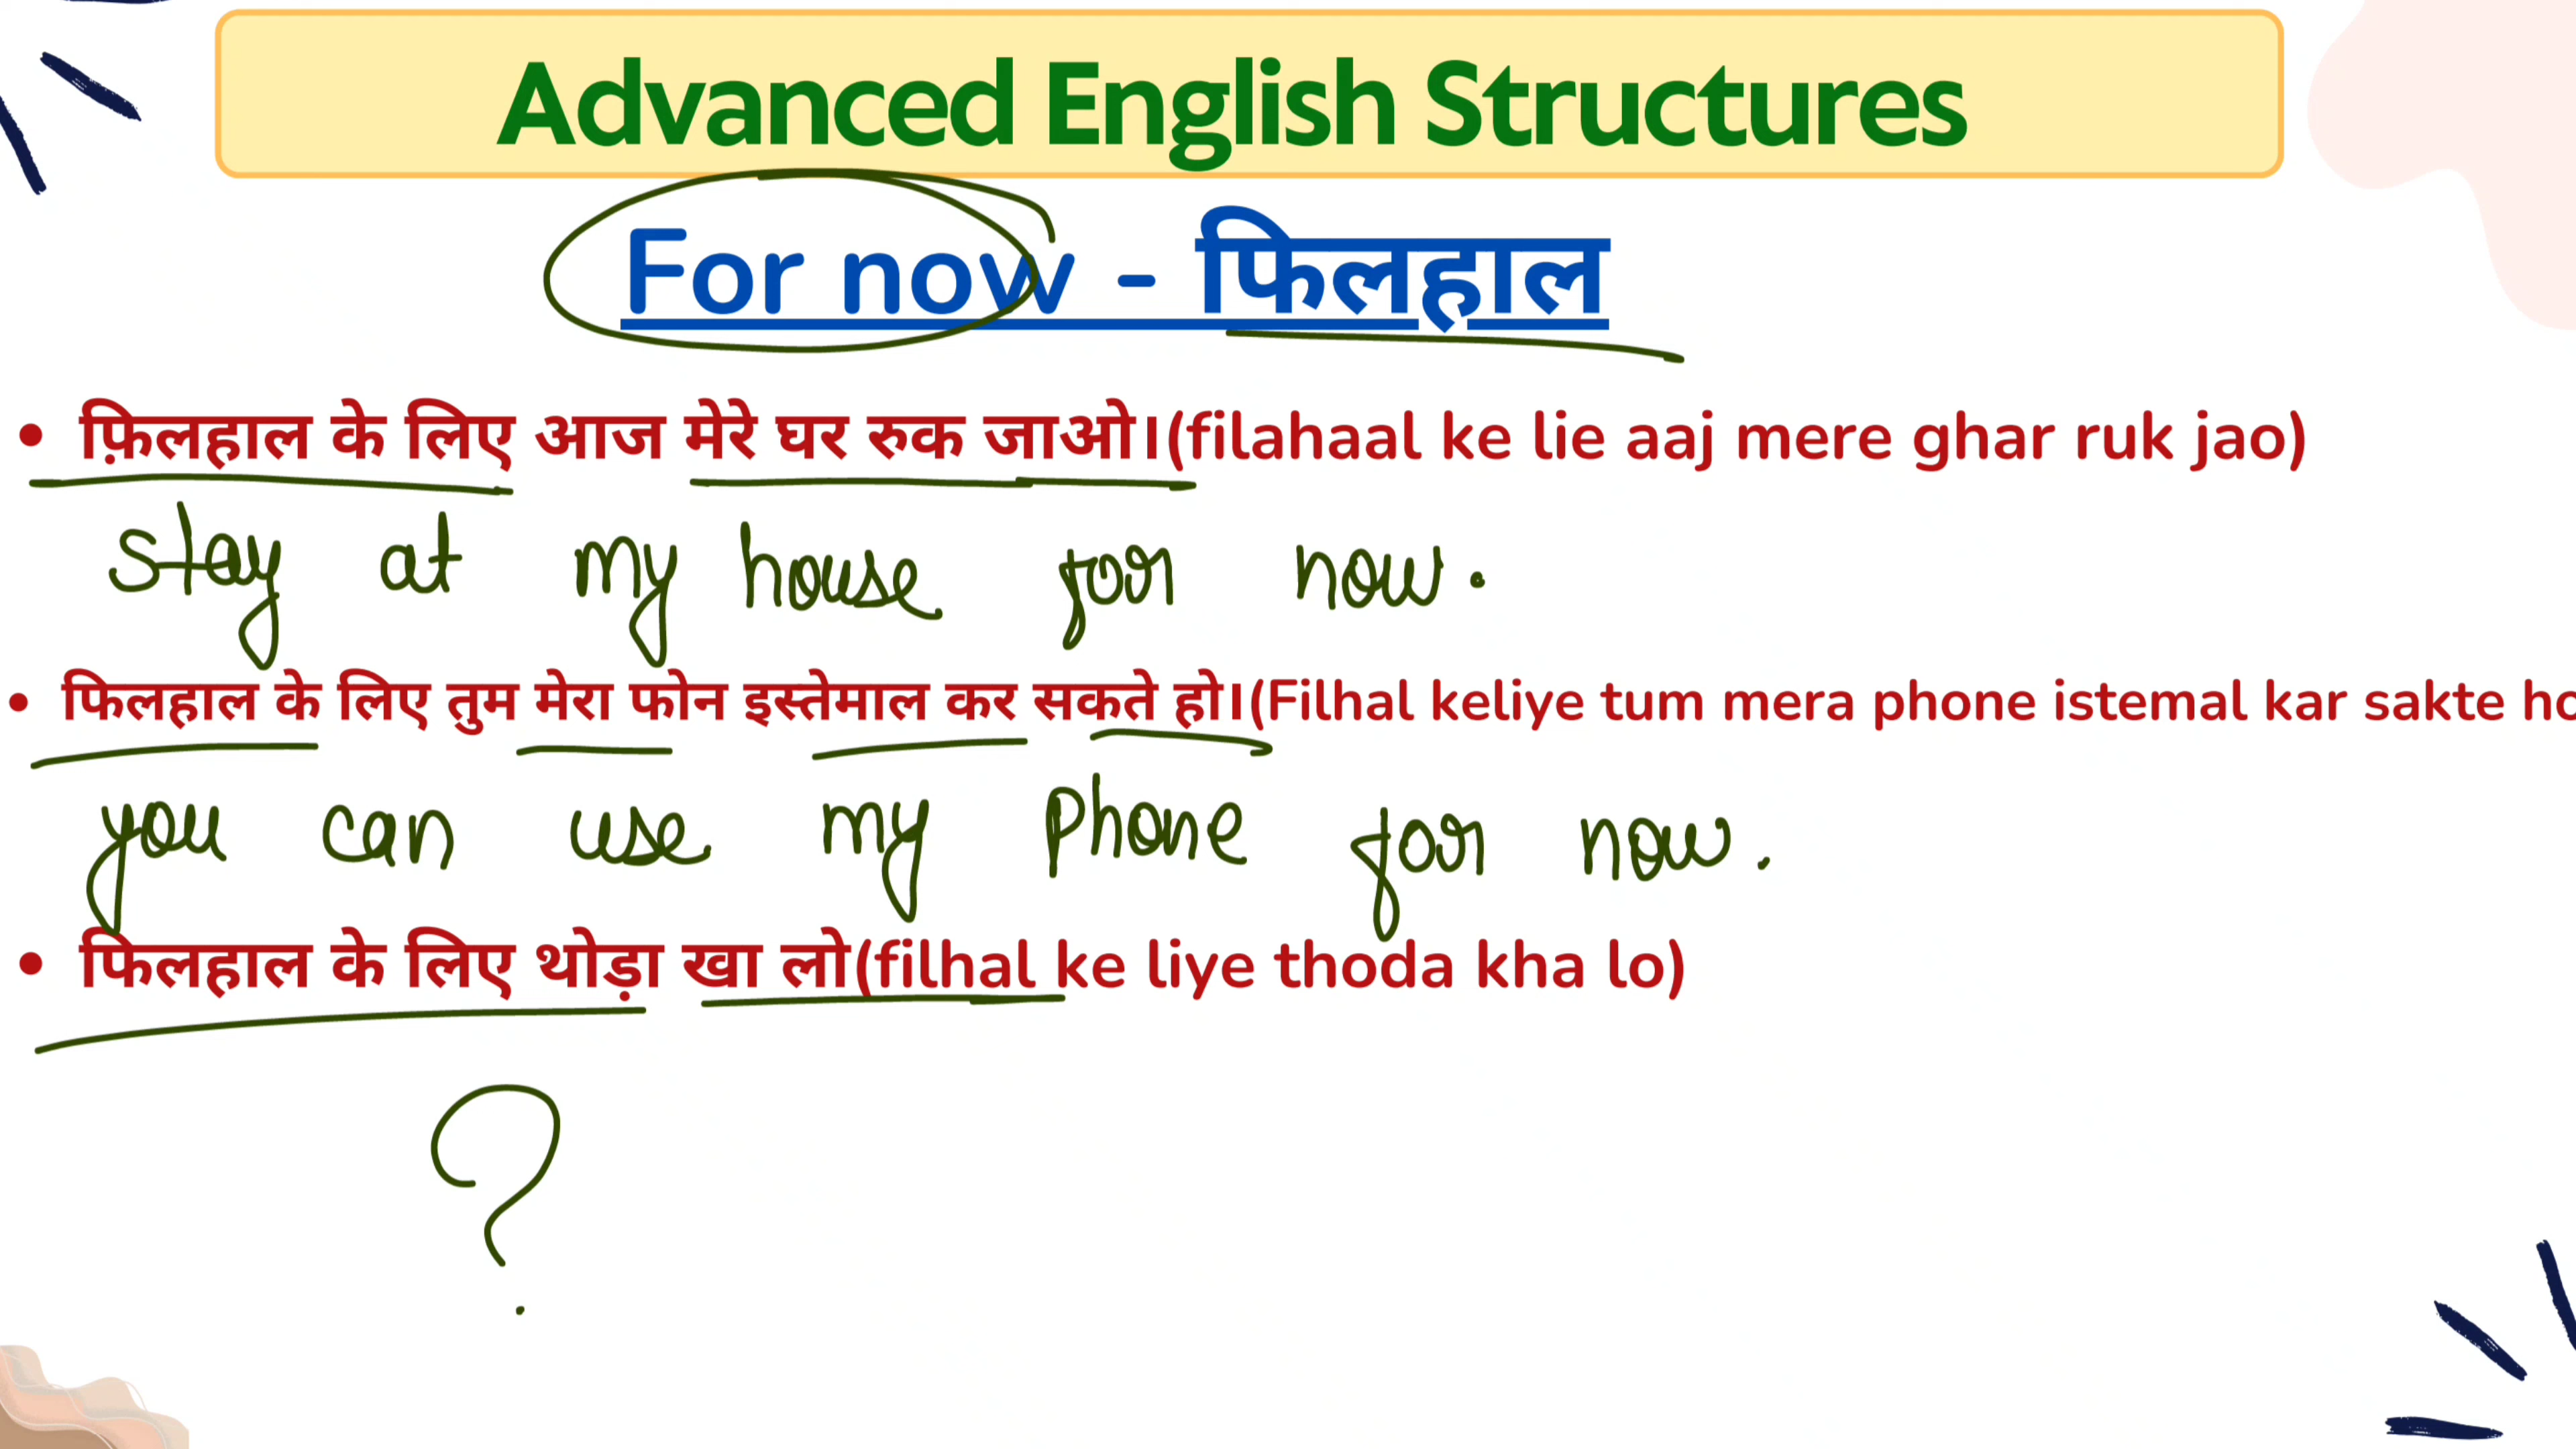 Advanced English Structures
For now - फिलहाल
• फ़िलहाल के लिए आज मेरे घर रुक जाओ।(filahaal ke lie aaj mere ghar ruk jao)
stay at my house for now.
• फिलहाल के लिए तुम मेरा फोन इस्तेमाल कर सकते हो।(Filhal keliye tum mera phone istemal kar sakte ho
you can use my phone for now.
• फिलहाल के लिए थोड़ा खा लो(filhal ke liye thoda kha lo)
?